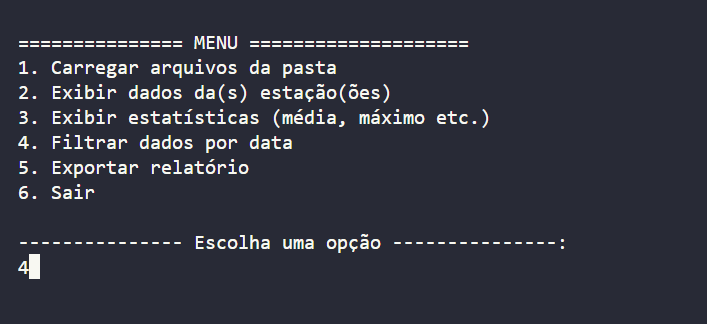 =============== MENU ====================
1. Carregar arquivos da pasta
2. Exibir dados da(s) estação(ões)
3. Exibir estatísticas (média, máximo etc.)
4. Filtrar dados por data
5. Exportar relatório
6. Sair
--------------- Escolha uma opção ---------------:
4